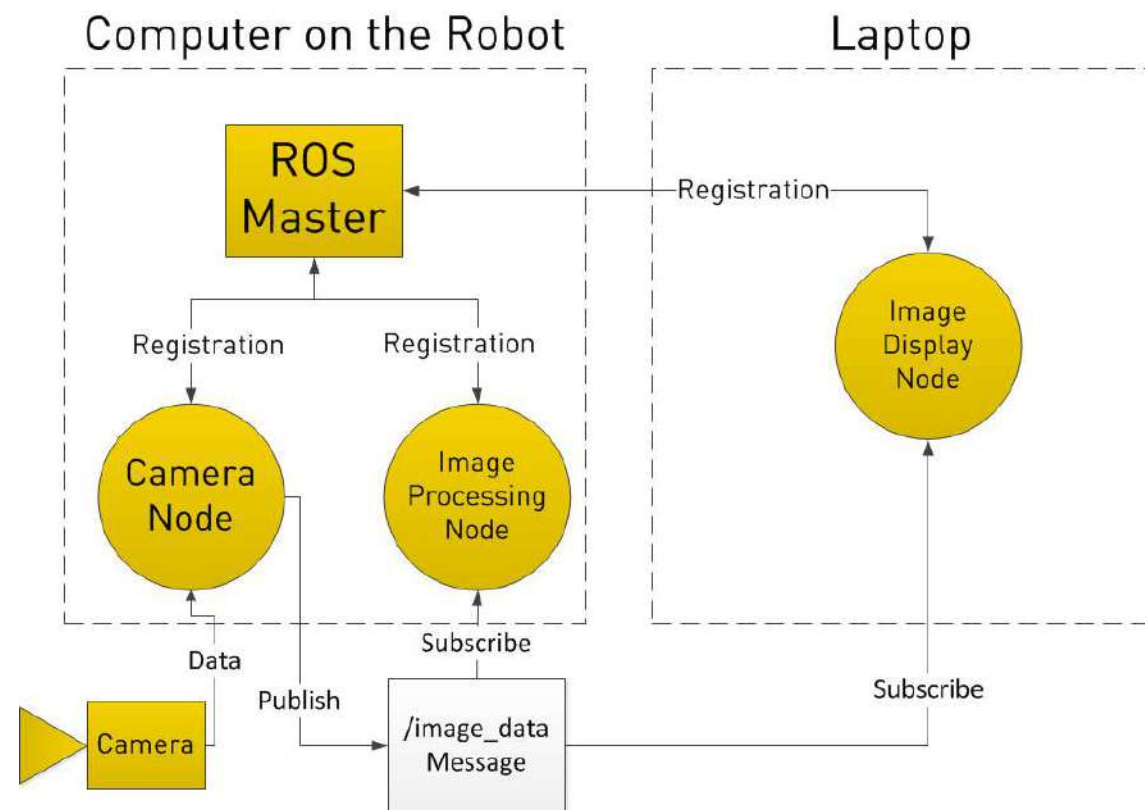 Computer on the Robot
Laptop
ROS
Master
Registration
Registration
Registration
Image
Display
Node
Camera
Node
Image
Processing
Node
Data
Publish
Subscribe
Subscribe
Camera
/image_data
Message